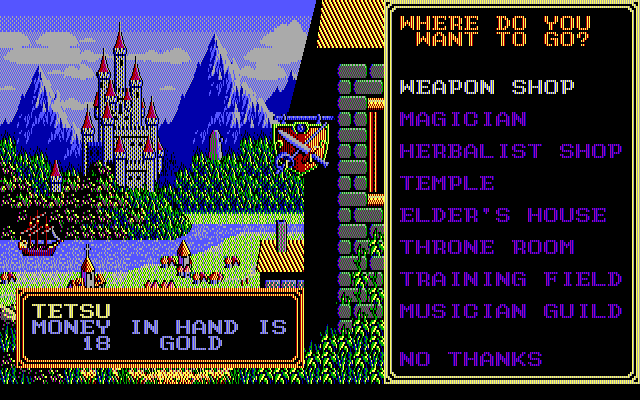 WHERE DO YOU
WANT TO GO?
WEAPON SHOP
MAGICIAN
HERBALIST SHOP
TEMPLE
ELDER'S HOUSE
THRONE ROOM
TRAINING FIELD
MUSICIAN GUILD
NO THANKS
TETSU
MONEY IN HAND IS
18 GOLD